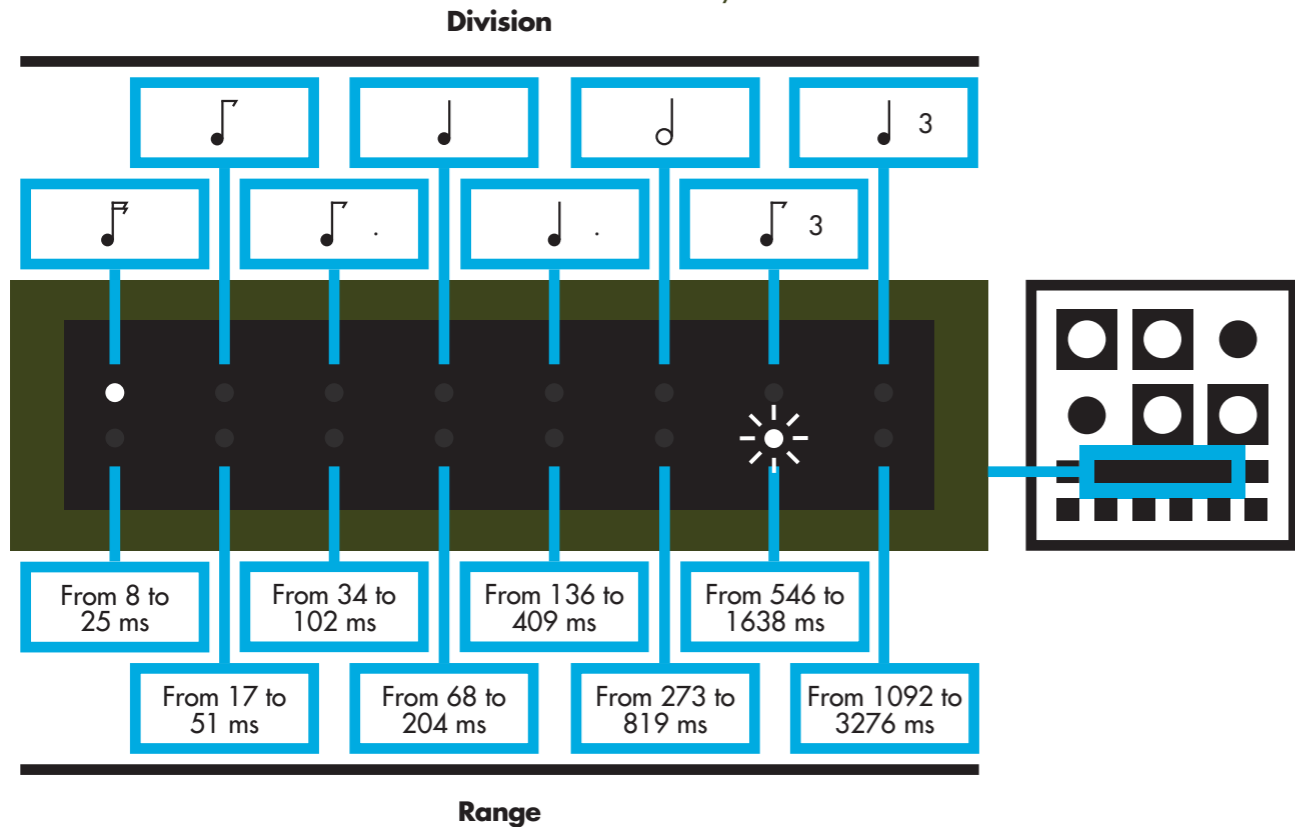 Division
3
.
.
3
From 8 to
25 ms
From 34 to
102 ms
From 136 to
409 ms
From 546 to
1638 ms
From 17 to
51 ms
From 68 to
204 ms
From 273 to
819 ms
From 1092 to
3276 ms
Range